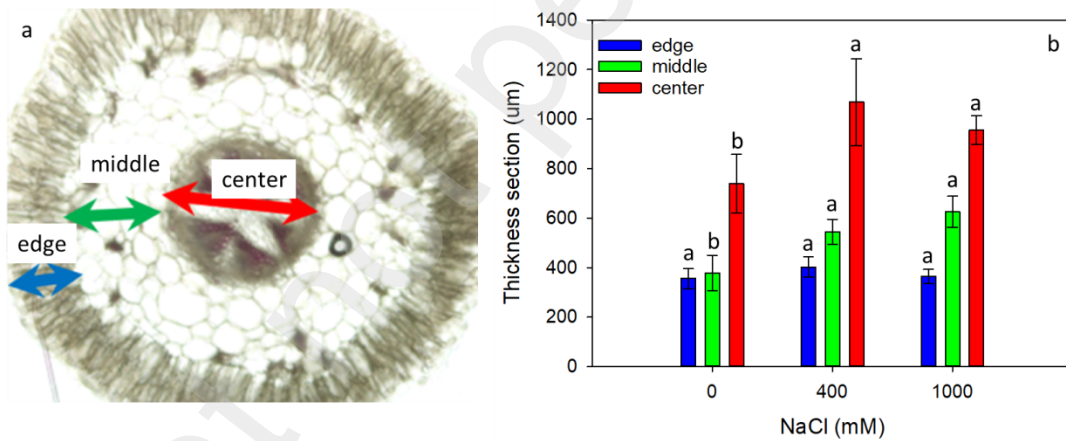 a
middle
center
edge
b
edge
middle
center
Thickness section (um)
1400
1200
1000
800
600
400
200
0
a
b
b
a
a
a
a
a
a
0
400
1000
NaCl (mM)